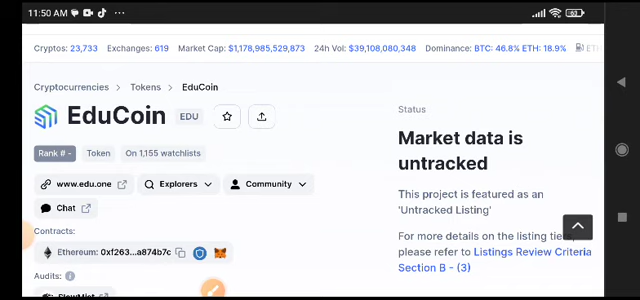 11:50 AM
63
Cryptos: 23,733 Exchanges: 619 Market Cap: $1,178,985,529,873 24h Vol: $39,108,080,348 Dominance: BTC: 46.8% ETH: 18.9% ETH
Cryptocurrencies > Tokens > EduCoin
EduCoin EDU
Rank # - Token On 1,155 watchlists
www.edu.one Explorers Community
Chat
Contracts:
Ethereum: 0xf263...a874b7c
Audits:
SlowMist
Status
Market data is
untracked
This project is featured as an
'Untracked Listing'
For more details on the listing tiers,
please refer to Listings Review Criteria
Section B - (3)